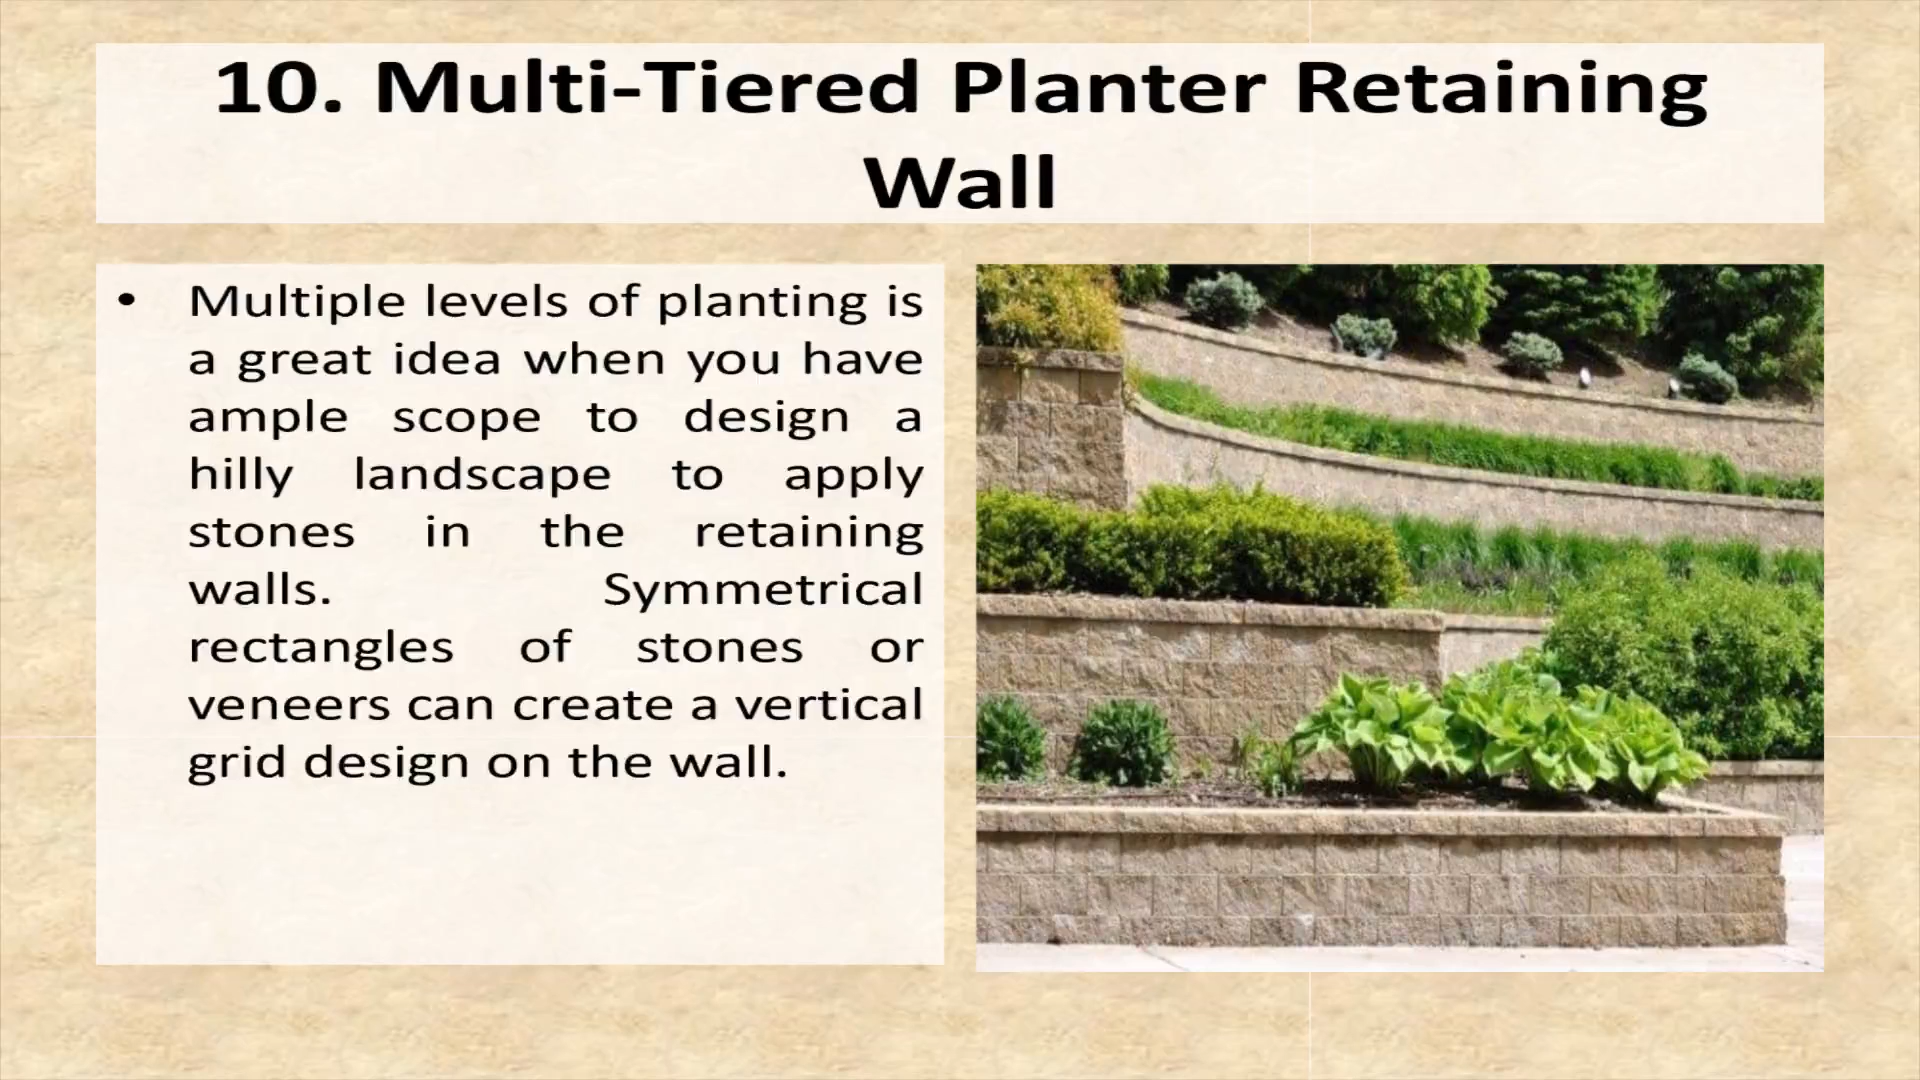 10. Multi-Tiered Planter Retaining
Wall
• Multiple levels of planting is
a great idea when you have
ample scope to design a
hilly landscape to apply
stones in the retaining
walls. Symmetrical
rectangles of stones or
veneers can create a vertical
grid design on the wall.